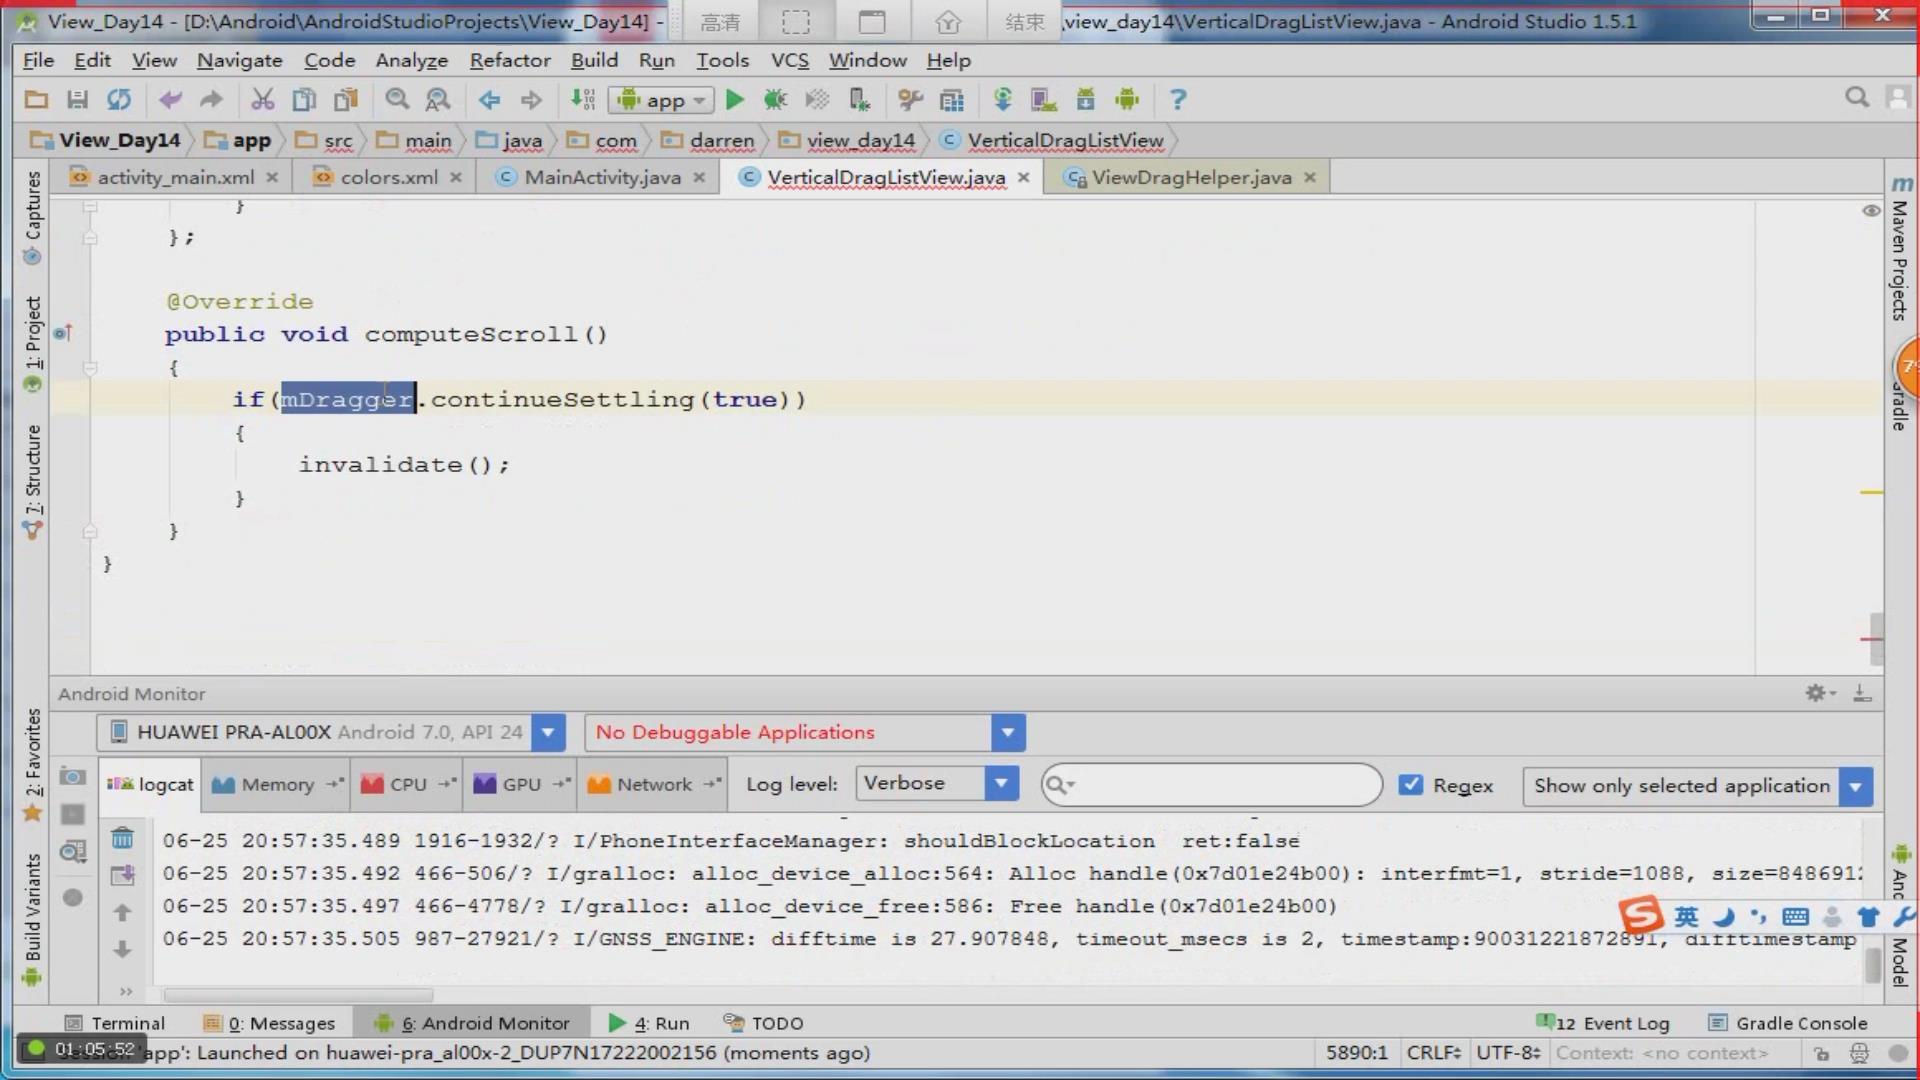 View_Day14 - [D:\Android\AndroidStudioProjects\View_Day14] - 高清 结束 \view_day14\VerticalDragListView.java - Android Studio 1.5.1
File Edit View Navigate Code Analyze Refactor Build Run Tools VCS Window Help
app
View_Day14 app src main java com darren view_day14 VerticalDragListView
activity_main.xml colors.xml MainActivity.java VerticalDragListView.java ViewDragHelper.java
Captures
1: Project
7: Structure
2: Favorites
Build Variants
}
};
@Override
public void computeScroll()
{
if(mDragger.continueSettling(true))
{
invalidate();
}
}
}
Maven Projects
Model
Android Monitor
HUAWEI PRA-AL00X Android 7.0, API 24 No Debuggable Applications
logcat Memory CPU GPU Network Log level: Verbose Regex Show only selected application
06-25 20:57:35.489 1916-1932/? I/PhoneInterfaceManager: shouldBlockLocation ret:false
06-25 20:57:35.492 466-506/? I/gralloc: alloc_device_alloc:564: Alloc handle(0x7d01e24b00): interfmt=1, stride=1088, size=8486912
06-25 20:57:35.497 466-4778/? I/gralloc: alloc_device_free:586: Free handle(0x7d01e24b00)
06-25 20:57:35.505 987-27921/? I/GNSS_ENGINE: difftime is 27.907848, timeout_msecs is 2, timestamp:90031221872891, difftimestamp
英
Terminal 0: Messages 6: Android Monitor 4: Run TODO 12 Event Log Gradle Console
01:05:52 'app': Launched on huawei-pra_al00x-2_DUP7N17222002156 (moments ago) 5890:1 CRLF UTF-8 Context: <no context>